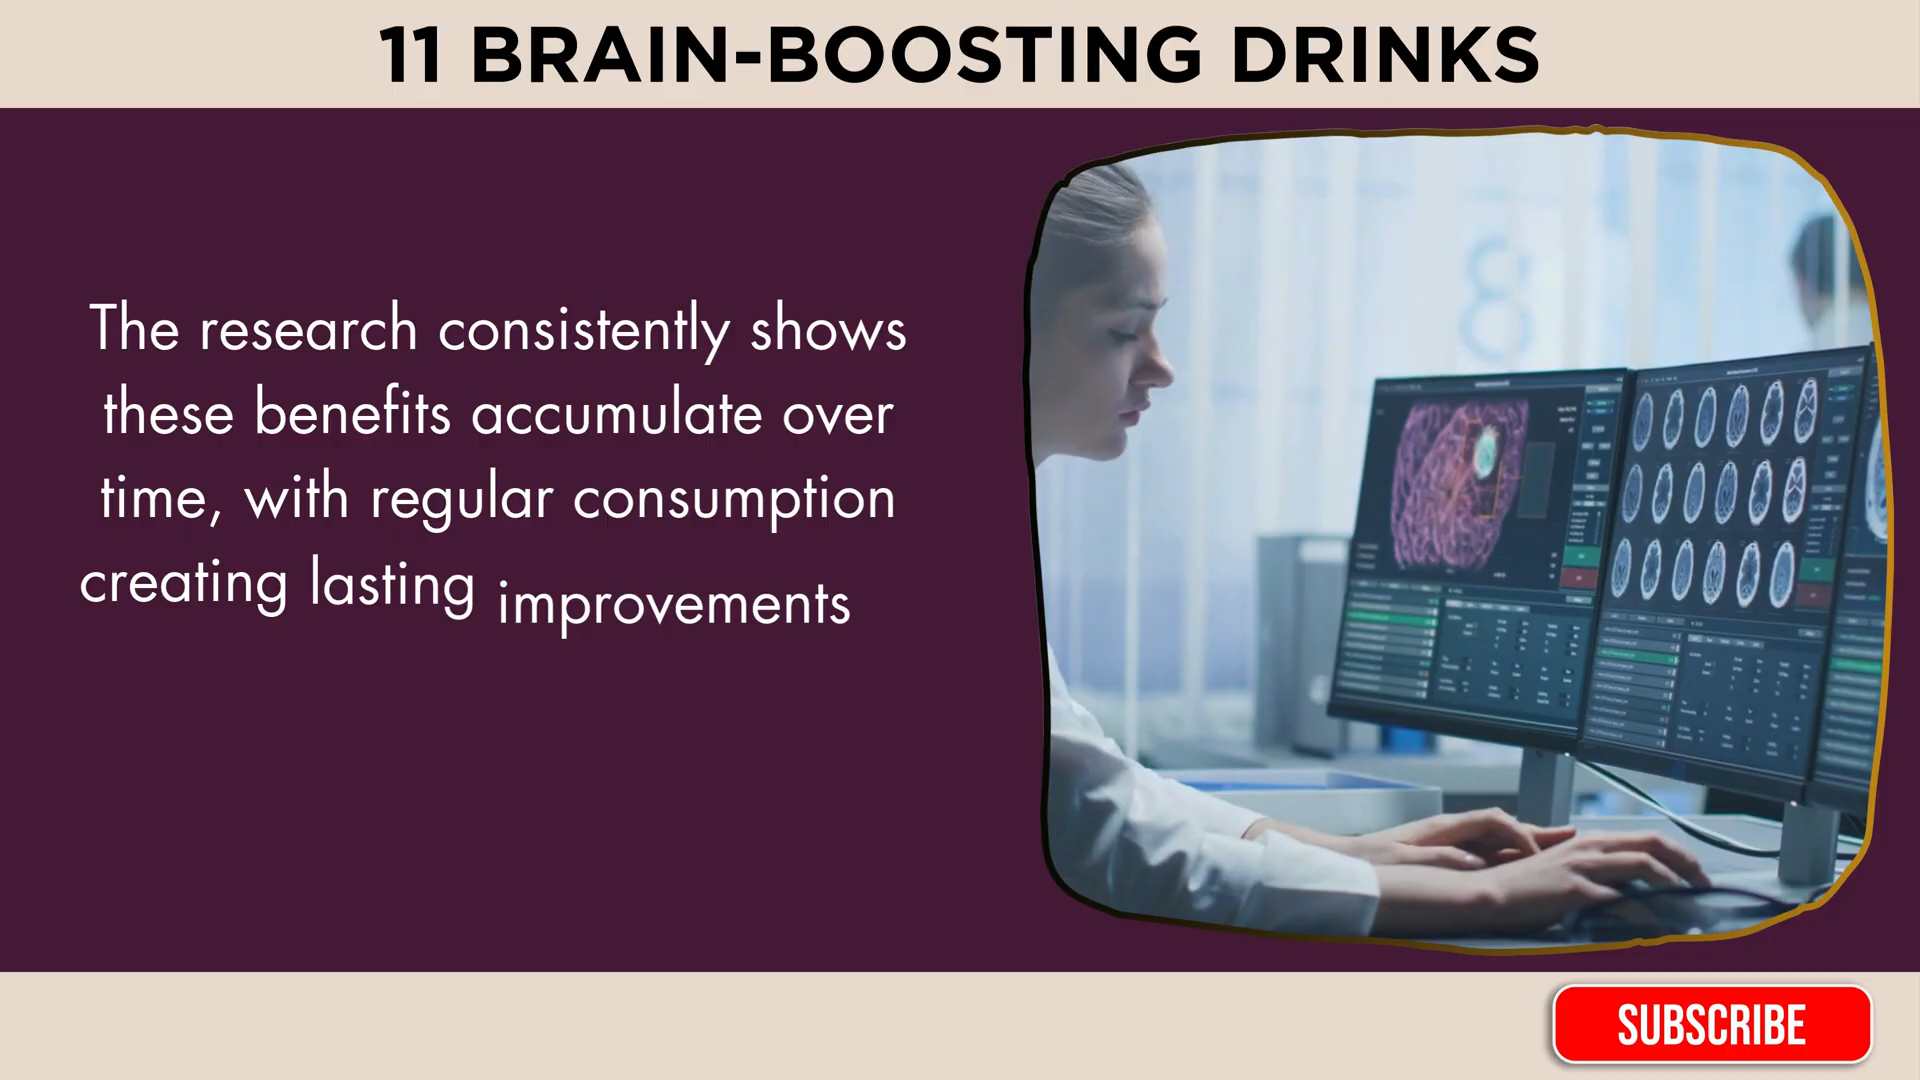 11 BRAIN-BOOSTING DRINKS
The research consistently shows
these benefits accumulate over
time, with regular consumption
creating lasting improvements
8
SUBSCRIBE